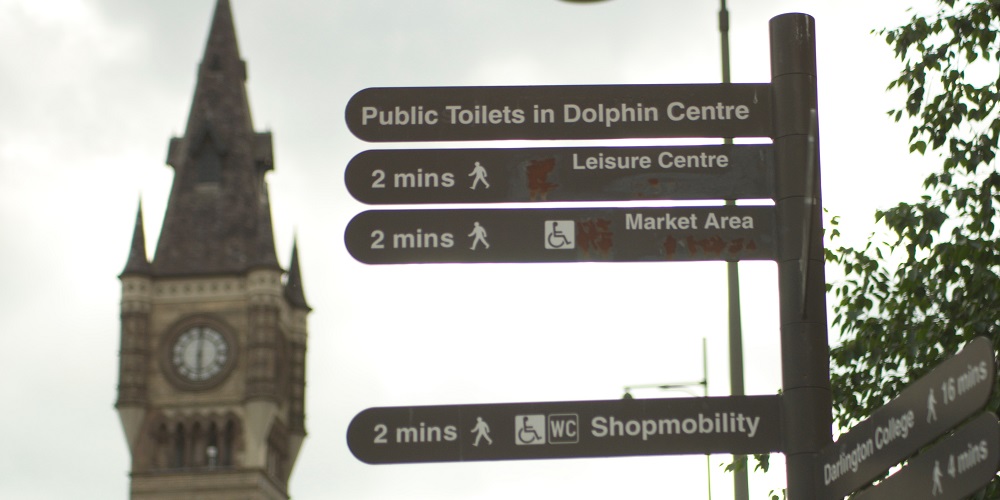 Public Toilets in Dolphin Centre
2 mins Leisure Centre
2 mins Market Area
2 mins WC Shopmobility
Darlington College 16 mins
4 mins